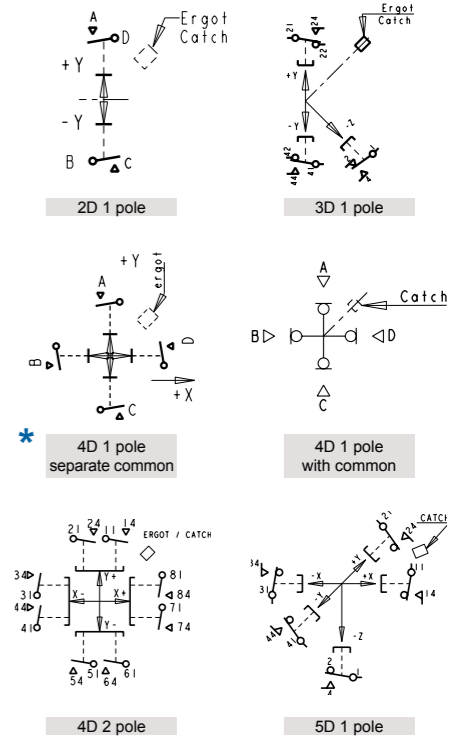 A
D
Ergot
Catch
+Y
-Y
B
C
2D 1 pole
21
24
22
Ergot
Catch
+Y
-Y
-Z
42
41
44
1
3D 1 pole
+Y
A
ergot
B
D
+X
C
*
4D 1 pole
separate common
A
Catch
B
D
C
4D 1 pole
with common
21 24 11 14
ERGOT / CATCH
34
31
44
41
Y+
X- X+
Y-
81
84
71
74
54 51 64 61
4D 2 pole
21
24
CATCH
34
31
-X
+Y
+X
11
14
-Y
44
41
-Z
2
1
4
5D 1 pole